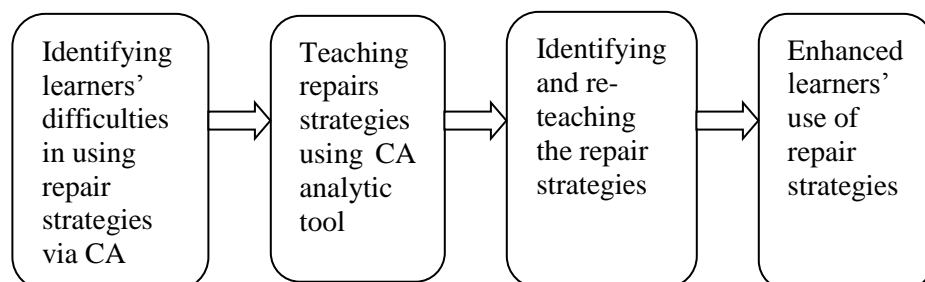 Identifying
learners’
difficulties
in using
repair
strategies
via CA
Teaching
repairs
strategies
using CA
analytic
tool
Identifying
and re-
teaching
the repair
strategies
Enhanced
learners’
use of
repair
strategies